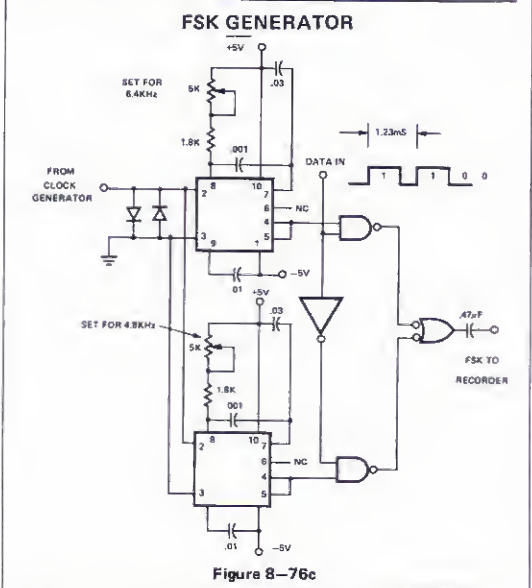 FSK GENERATOR
+5V
SET FOR
6.4KHz
5K
.03
1.8K
.001
DATA IN
1.23mS
1 1 0 0
FROM
CLOCK
GENERATOR
8
10
2
7
6
NC
4
5
3
9
1
-5V
.01
+5V
.03
SET FOR 4.8KHz
5K
1.8K
.001
.47µF
FSK TO
RECORDER
8
10
2
7
6
NC
4
5
3
.01
-5V
Figure 8-76c